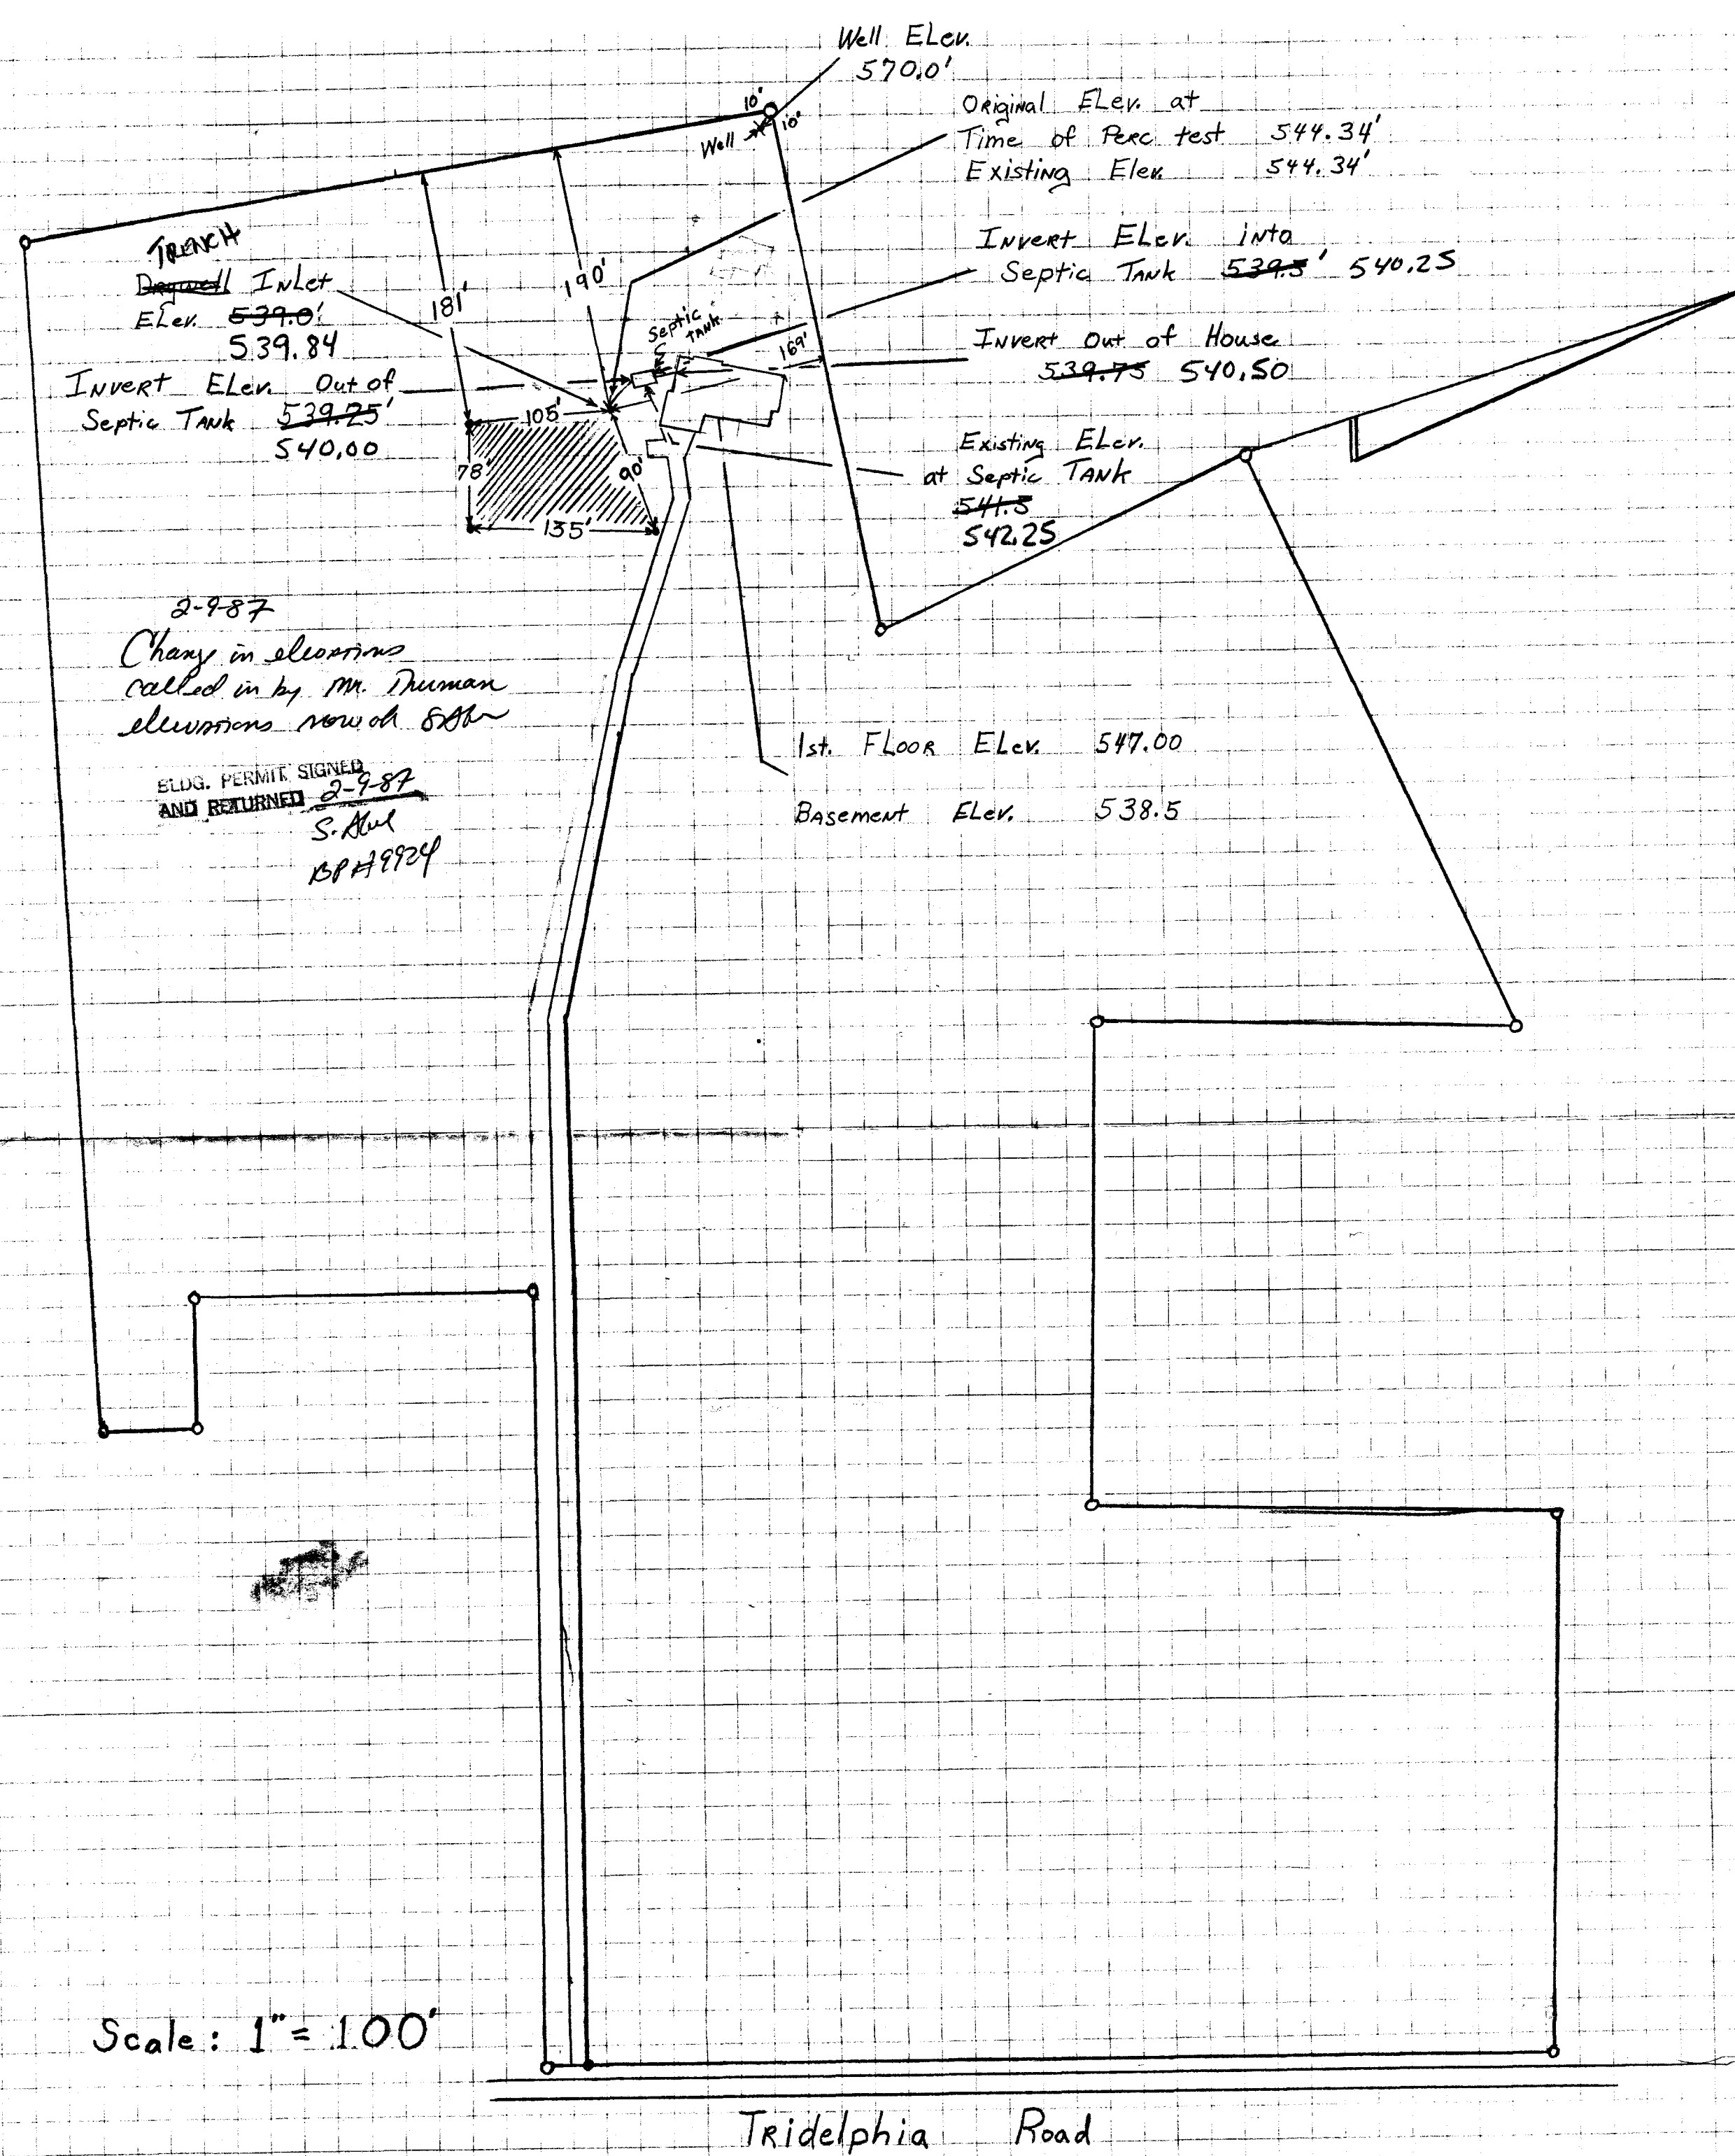 Well Elev.
570.0'
10'
10'
Well
Original Elev. at
Time of Perc test 544.34'
Existing Elev. 544.34'
TRENCH
Drywell Inlet
Elev. 539.0'
539.84
Invert Elev. into
Septic Tank 539.5' 540.25
181'
190'
Septic
Tank
169'
Invert Out of House
539.75 540.50
Invert Elev. Out of
Septic Tank 539.25'
540.00
105'
78'
90'
135'
Existing Elev.
at Septic Tank
541.5
542.25
2-9-87
Change in elevations
called in by Mr.
elevations now ok
1st. Floor Elev. 547.00
Basement Elev. 538.5
BLDG. PERMIT SIGNED
AND RETURNED 2-9-87
S.
BP# 9924
Scale: 1" = 100'
Tridelphia Road